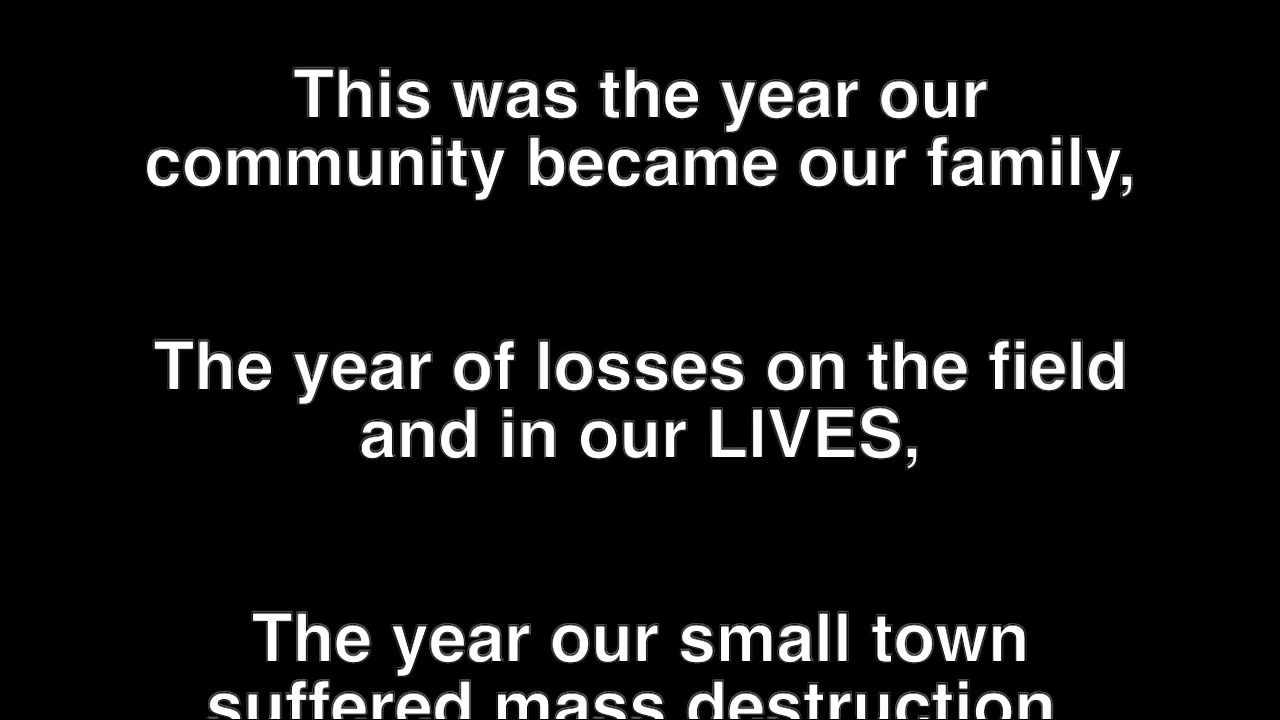 This was the year our
community became our family,
The year of losses on the field
and in our LIVES,
The year our small town
suffered mass destruction